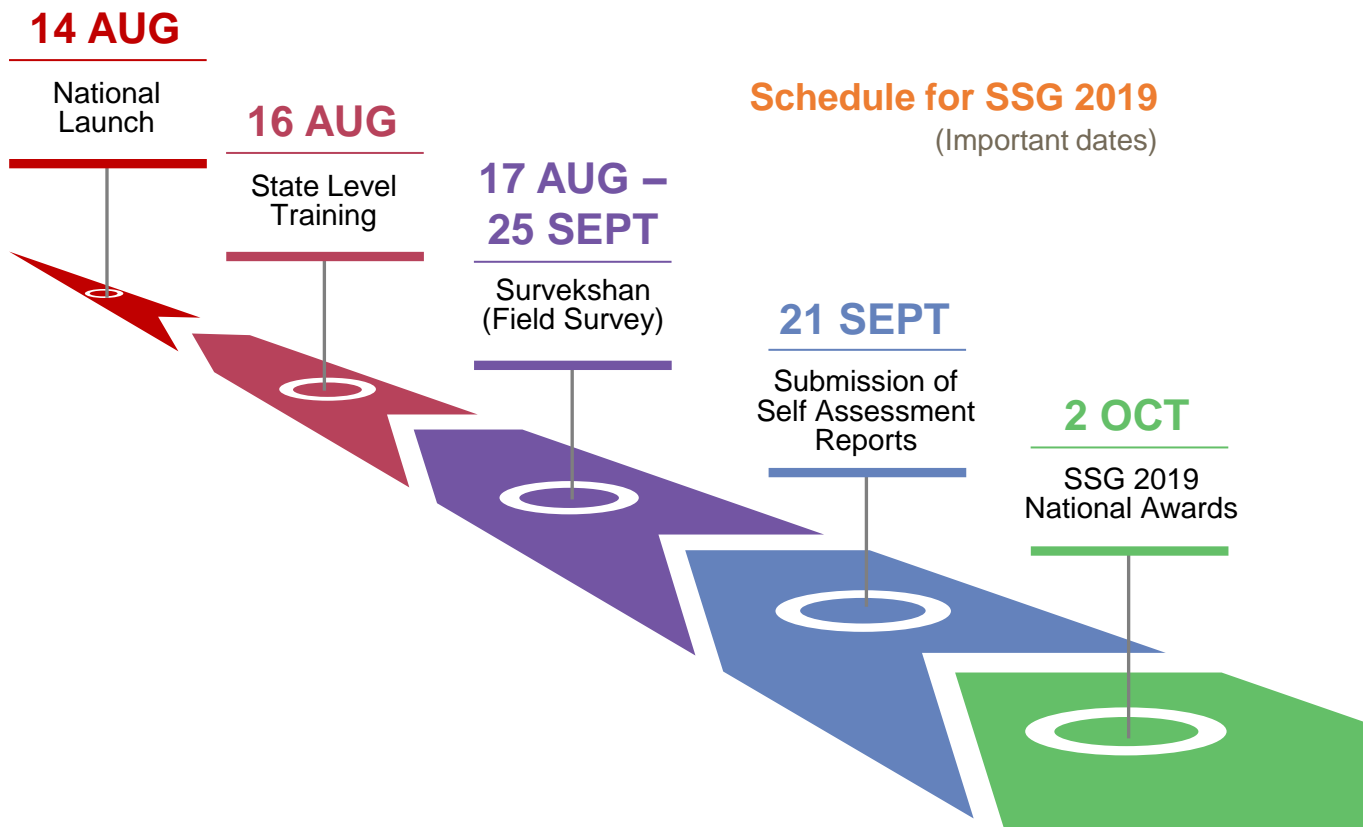 14 AUG
National
Launch
16 AUG
State Level
Training
17 AUG –
25 SEPT
Survekshan
(Field Survey)
21 SEPT
Submission of
Self Assessment
Reports
2 OCT
SSG 2019
National Awards
Schedule for SSG 2019
(Important dates)